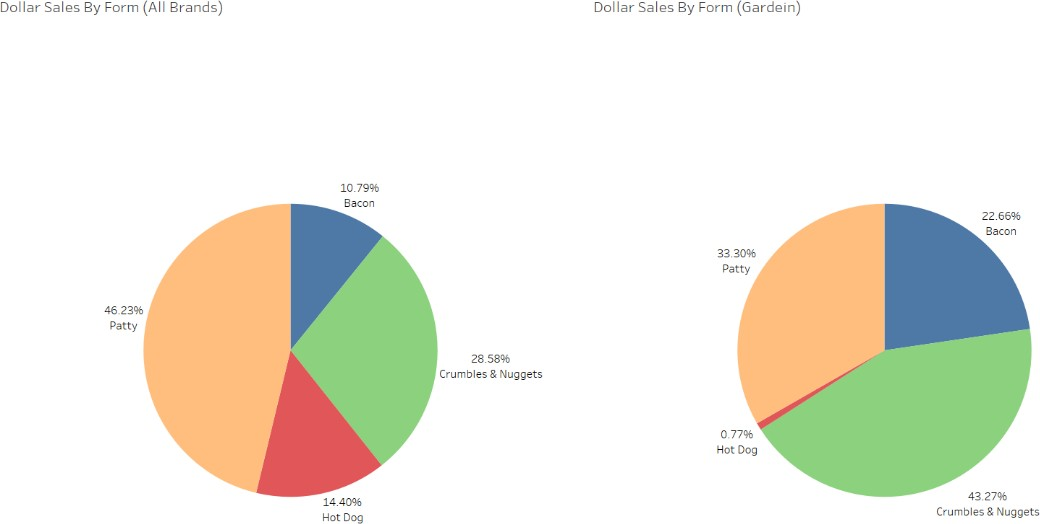 Dollar Sales By Form (All Brands)
10.79%
Bacon
46.23%
Patty
28.58%
Crumbles & Nuggets
14.40%
Hot Dog
Dollar Sales By Form (Gardein)
22.66%
Bacon
33.30%
Patty
0.77%
Hot Dog
43.27%
Crumbles & Nuggets